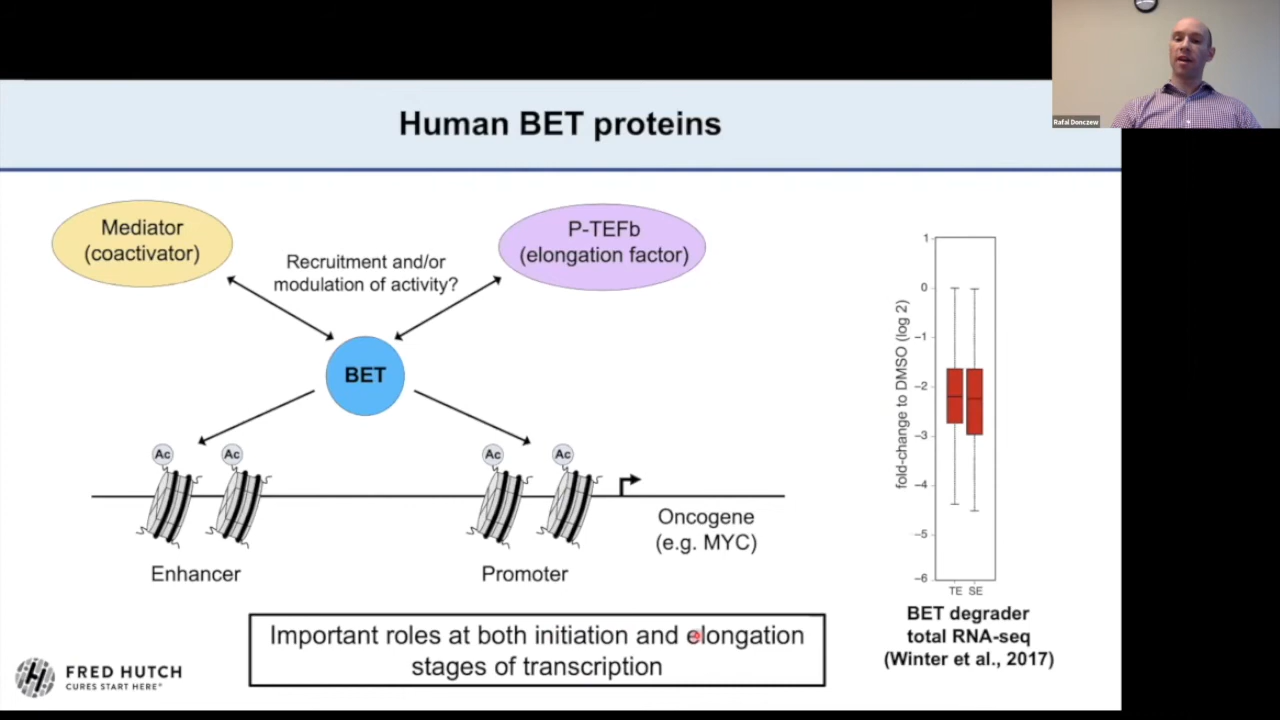 Human BET proteins
Rafal Donczew
Mediator
(coactivator)
P-TEFb
(elongation factor)
Recruitment and/or
modulation of activity?
BET
Ac
Ac
Ac
Ac
Enhancer
Promoter
Oncogene
(e.g. MYC)
fold-change to DMSO (log 2)
1
0
−1
−2
−3
−4
−5
−6
TE SE
BET degrader
total RNA-seq
(Winter et al., 2017)
Important roles at both initiation and elongation
stages of transcription
FRED HUTCH
CURES START HERE®